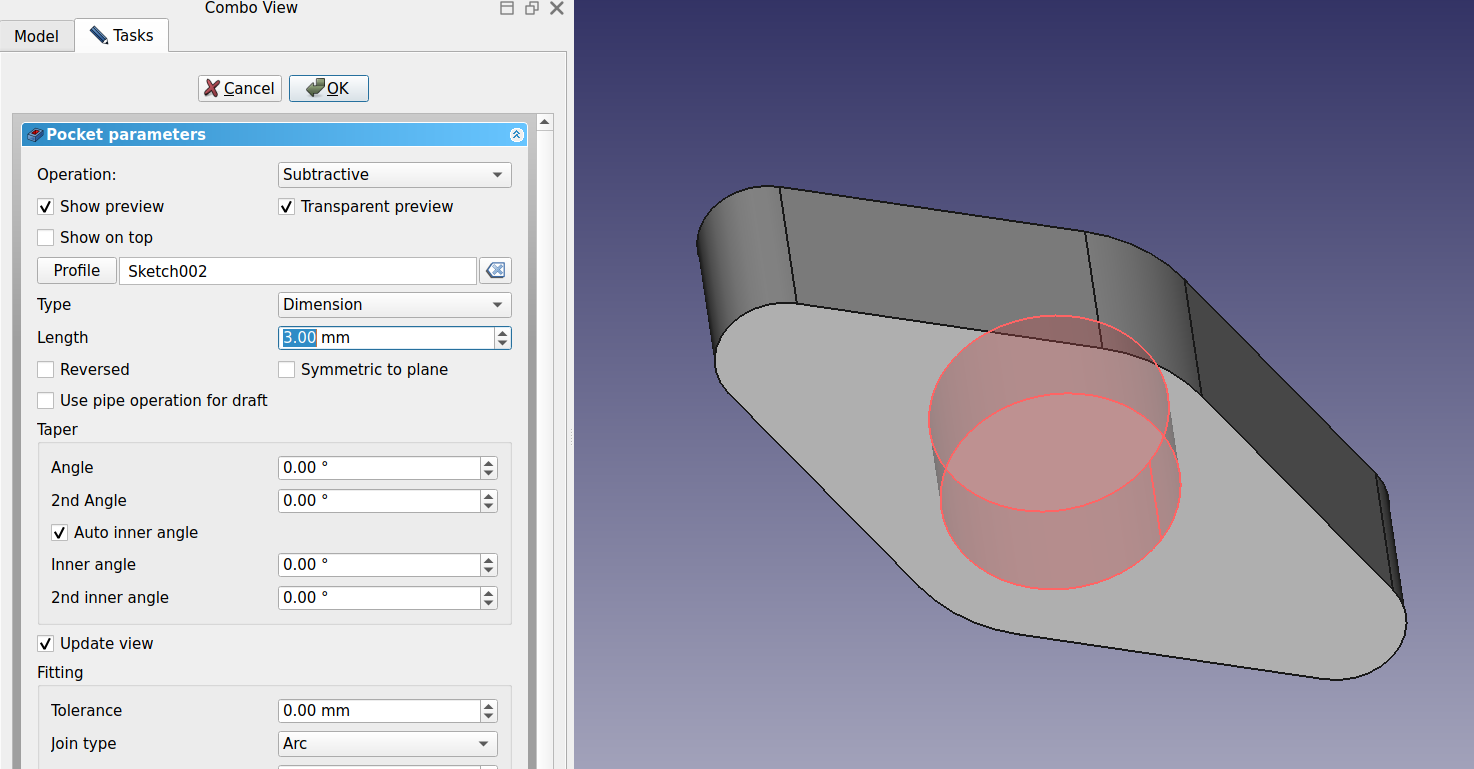 Combo View
Model Tasks
Cancel OK
Pocket parameters
Operation: Subtractive
Show preview Transparent preview
Show on top
Profile Sketch002
Type Dimension
Length 3.00 mm
Reversed Symmetric to plane
Use pipe operation for draft
Taper
Angle 0.00 °
2nd Angle 0.00 °
Auto inner angle
Inner angle 0.00 °
2nd inner angle 0.00 °
Update view
Fitting
Tolerance 0.00 mm
Join type Arc